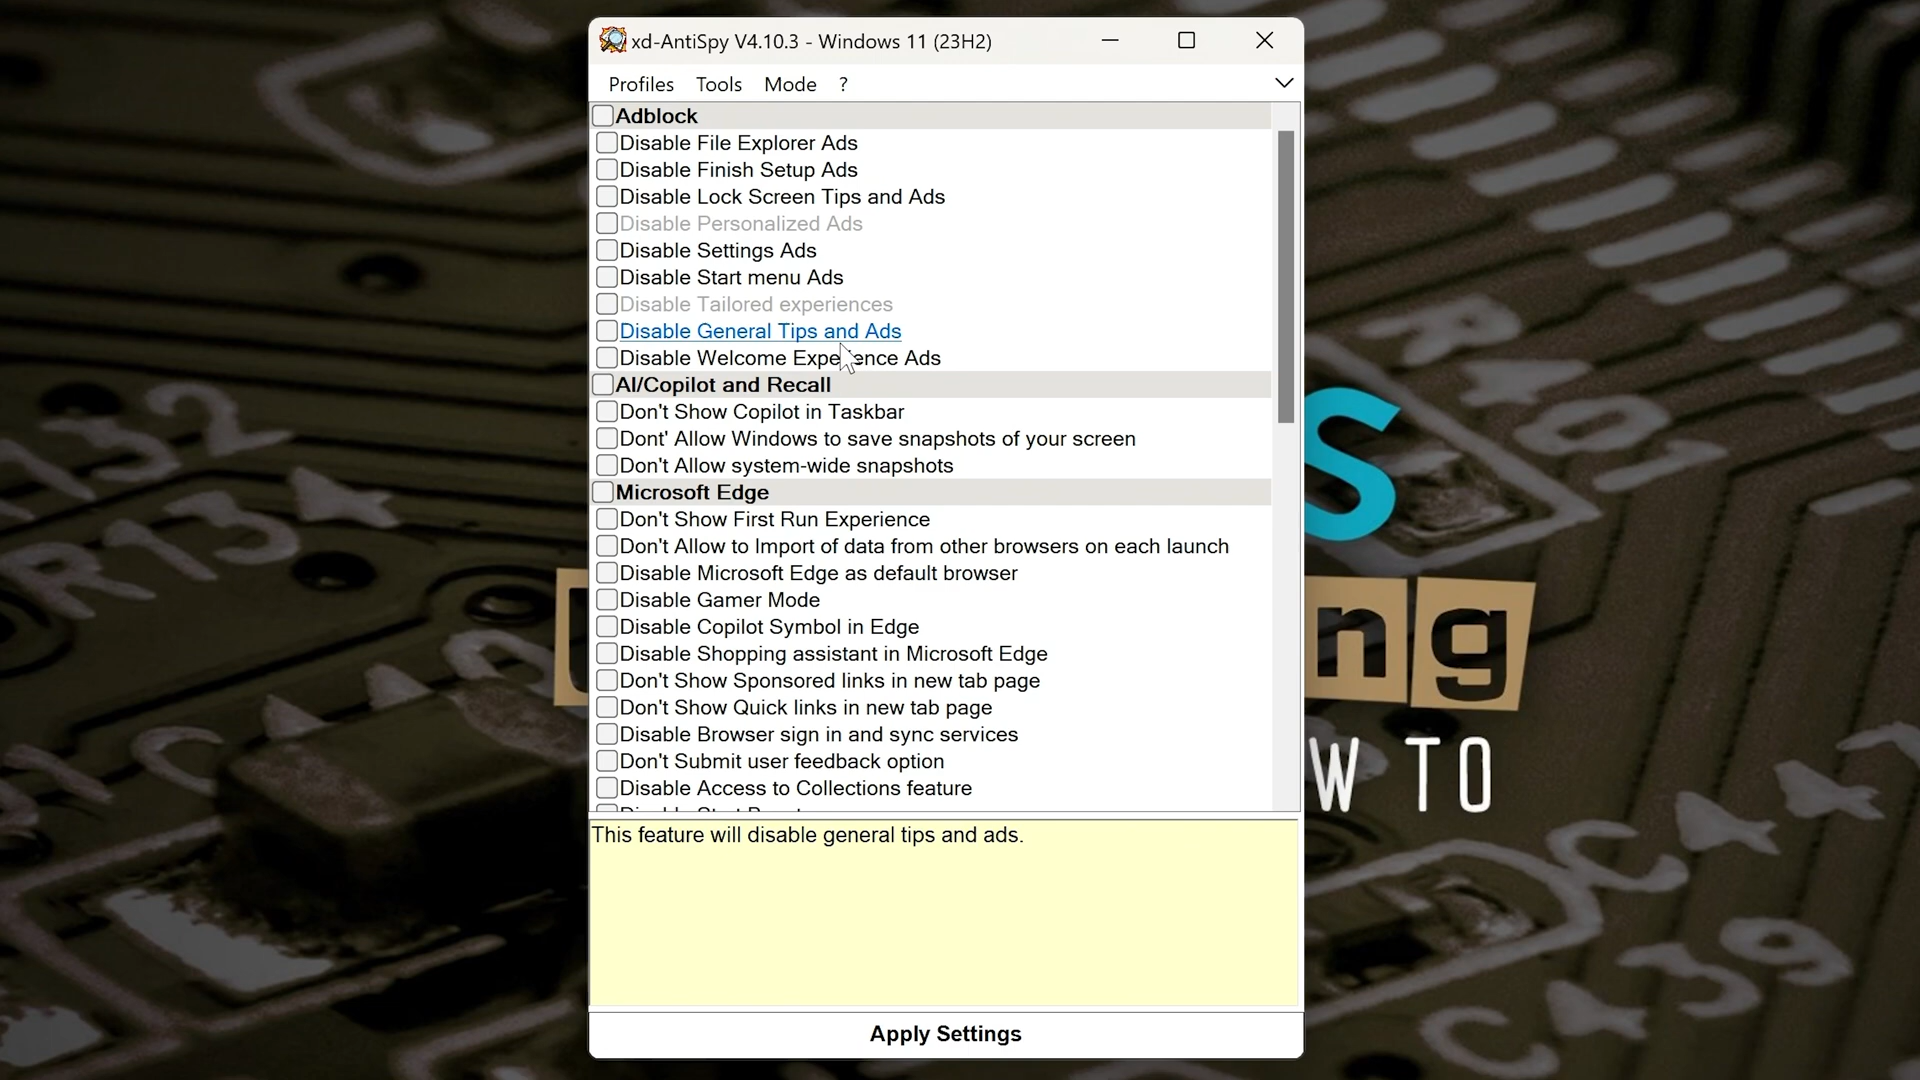 xd-AntiSpy V4.10.3 - Windows 11 (23H2)
Profiles Tools Mode ?
Adblock
Disable File Explorer Ads
Disable Finish Setup Ads
Disable Lock Screen Tips and Ads
Disable Personalized Ads
Disable Settings Ads
Disable Start menu Ads
Disable Tailored experiences
Disable General Tips and Ads
Disable Welcome Experience Ads
AI/Copilot and Recall
Don't Show Copilot in Taskbar
Dont' Allow Windows to save snapshots of your screen
Don't Allow system-wide snapshots
Microsoft Edge
Don't Show First Run Experience
Don't Allow to Import of data from other browsers on each launch
Disable Microsoft Edge as default browser
Disable Gamer Mode
Disable Copilot Symbol in Edge
Disable Shopping assistant in Microsoft Edge
Don't Show Sponsored links in new tab page
Don't Show Quick links in new tab page
Disable Browser sign in and sync services
Don't Submit user feedback option
Disable Access to Collections feature
This feature will disable general tips and ads.
Apply Settings
R401
S
132
R134
ng
W TO
C44
C39